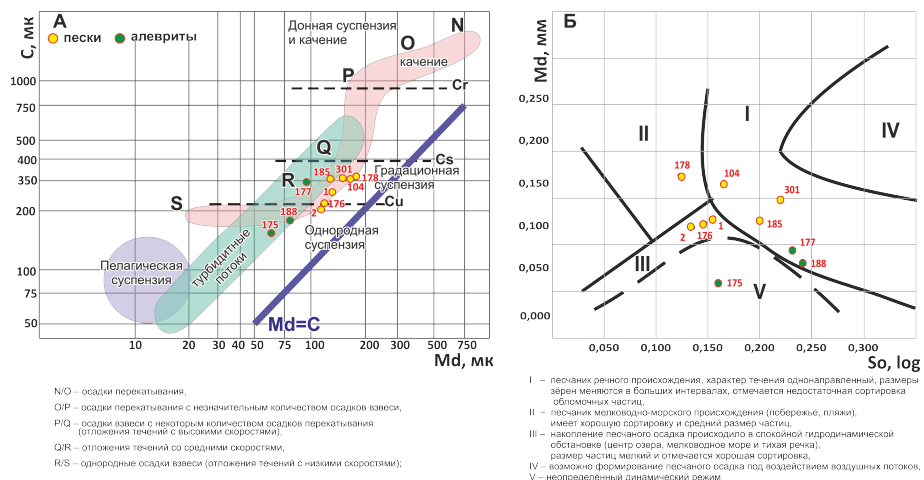 А
пески
алевриты
Донная суспензия
и качение
O
N
качение
P
Cr
C, мк
1000
750
500
400
350
200
100
75
50
Q
Cs
185
301
178
104
Градационная
суспензия
R
177
1
176
2
Cu
S
188
175
Однородная
суспензия
Пелагическая
суспензия
турбидитные
потоки
Md=C
10
20
30
40
50
75
100
200
350
500
750
Md, мк
Б
Md, мм
0,250
0,200
0,150
0,100
0,050
0,000
I
II
IV
178
104
301
185
1
176
2
III
177
188
175
V
0,050
0,100
0,150
0,200
0,300
So, log
N/O – осадки перекатывания,
O/P – осадки перекатывания с незначительным количеством осадков взвеси,
P/Q – осадки взвеси с некоторым количеством осадков перекатывания
(отложения течений с высокими скоростями),
Q/R – отложения течений со средними скоростями,
R/S – однородные осадки взвеси (отложения течений с низкими скоростями);
I – песчаник речного происхождения, характер течения однонаправленный, размеры
зёрен меняются в больших интервалах, отмечается недостаточная сортировка
обломочных частиц,
II – песчаник мелководно-морского происхождения (побережье, пляжи),
имеет хорошую сортировку и средний размер частиц,
III – накопление песчаного осадка происходило в спокойной гидродинамической
обстановке (центр озера, мелководное море и тихая речка),
размер частиц мелкий и отмечается хорошая сортировка,
IV – возможно формирование песчаного осадка под воздействием воздушных потоков,
V – неопределённый динамический режим